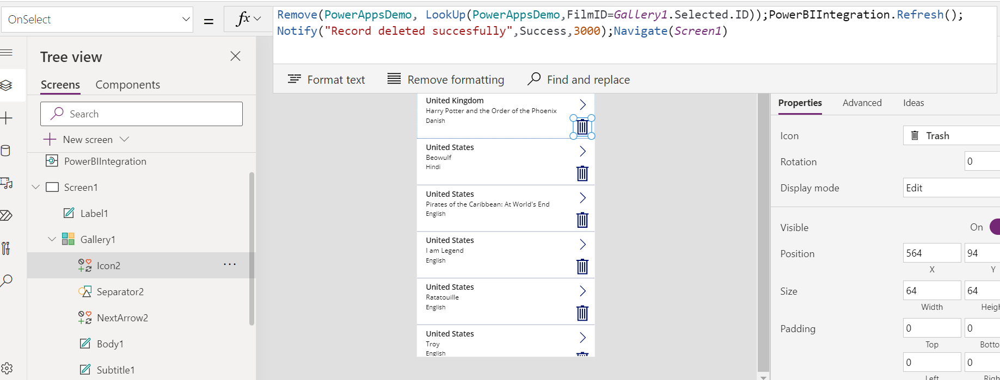 OnSelect
=
fx
Remove(PowerAppsDemo, LookUp(PowerAppsDemo,FilmID=Gallery1.Selected.ID));PowerBIIntegration.Refresh();
Notify("Record deleted succesfully",Success,3000);Navigate(Screen1)
Format text
Remove formatting
Find and replace
Tree view
Screens
Components
Search
New screen
PowerBIIntegration
Screen1
Label1
Gallery1
Icon2
...
Separator2
NextArrow2
Body1
Subtitle1
United Kingdom
Harry Potter and the Order of the Phoenix
Danish
United States
Beowulf
Hindi
United States
Pirates of the Caribbean: At World's End
English
United States
I am Legend
English
United States
Ratatouille
English
United States
Troy
English
Properties
Advanced
Ideas
Icon
Trash
Rotation
0
Display mode
Edit
Visible
On
Position
564
94
X
Y
Size
64
64
Width
Heigh
Padding
0
0
Top
Botto
0
0
Left
Righ